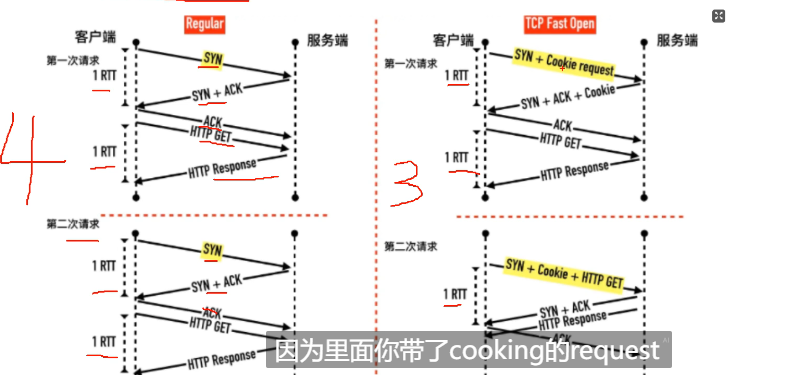 Regular
TCP Fast Open
客户端
服务端
客户端
服务端
第一次请求
1 RTT
SYN
SYN + ACK
ACK
HTTP GET
1 RTT
HTTP Response
4
第一次请求
1 RTT
SYN + Cookie request
SYN + ACK + Cookie
ACK
HTTP GET
1 RTT
HTTP Response
3
第二次请求
1 RTT
SYN
SYN + ACK
ACK
HTTP GET
1 RTT
HTTP Response
第二次请求
SYN + Cookie + HTTP GET
1 RTT
SYN + ACK
HTTP Response
ACK
因为里面你带了cooking的request
AI